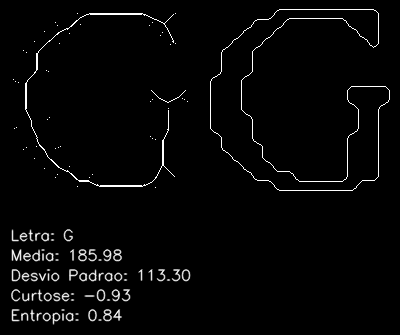 G G
Letra: G
Media: 185.98
Desvio Padrao: 113.30
Curtose: -0.93
Entropia: 0.84